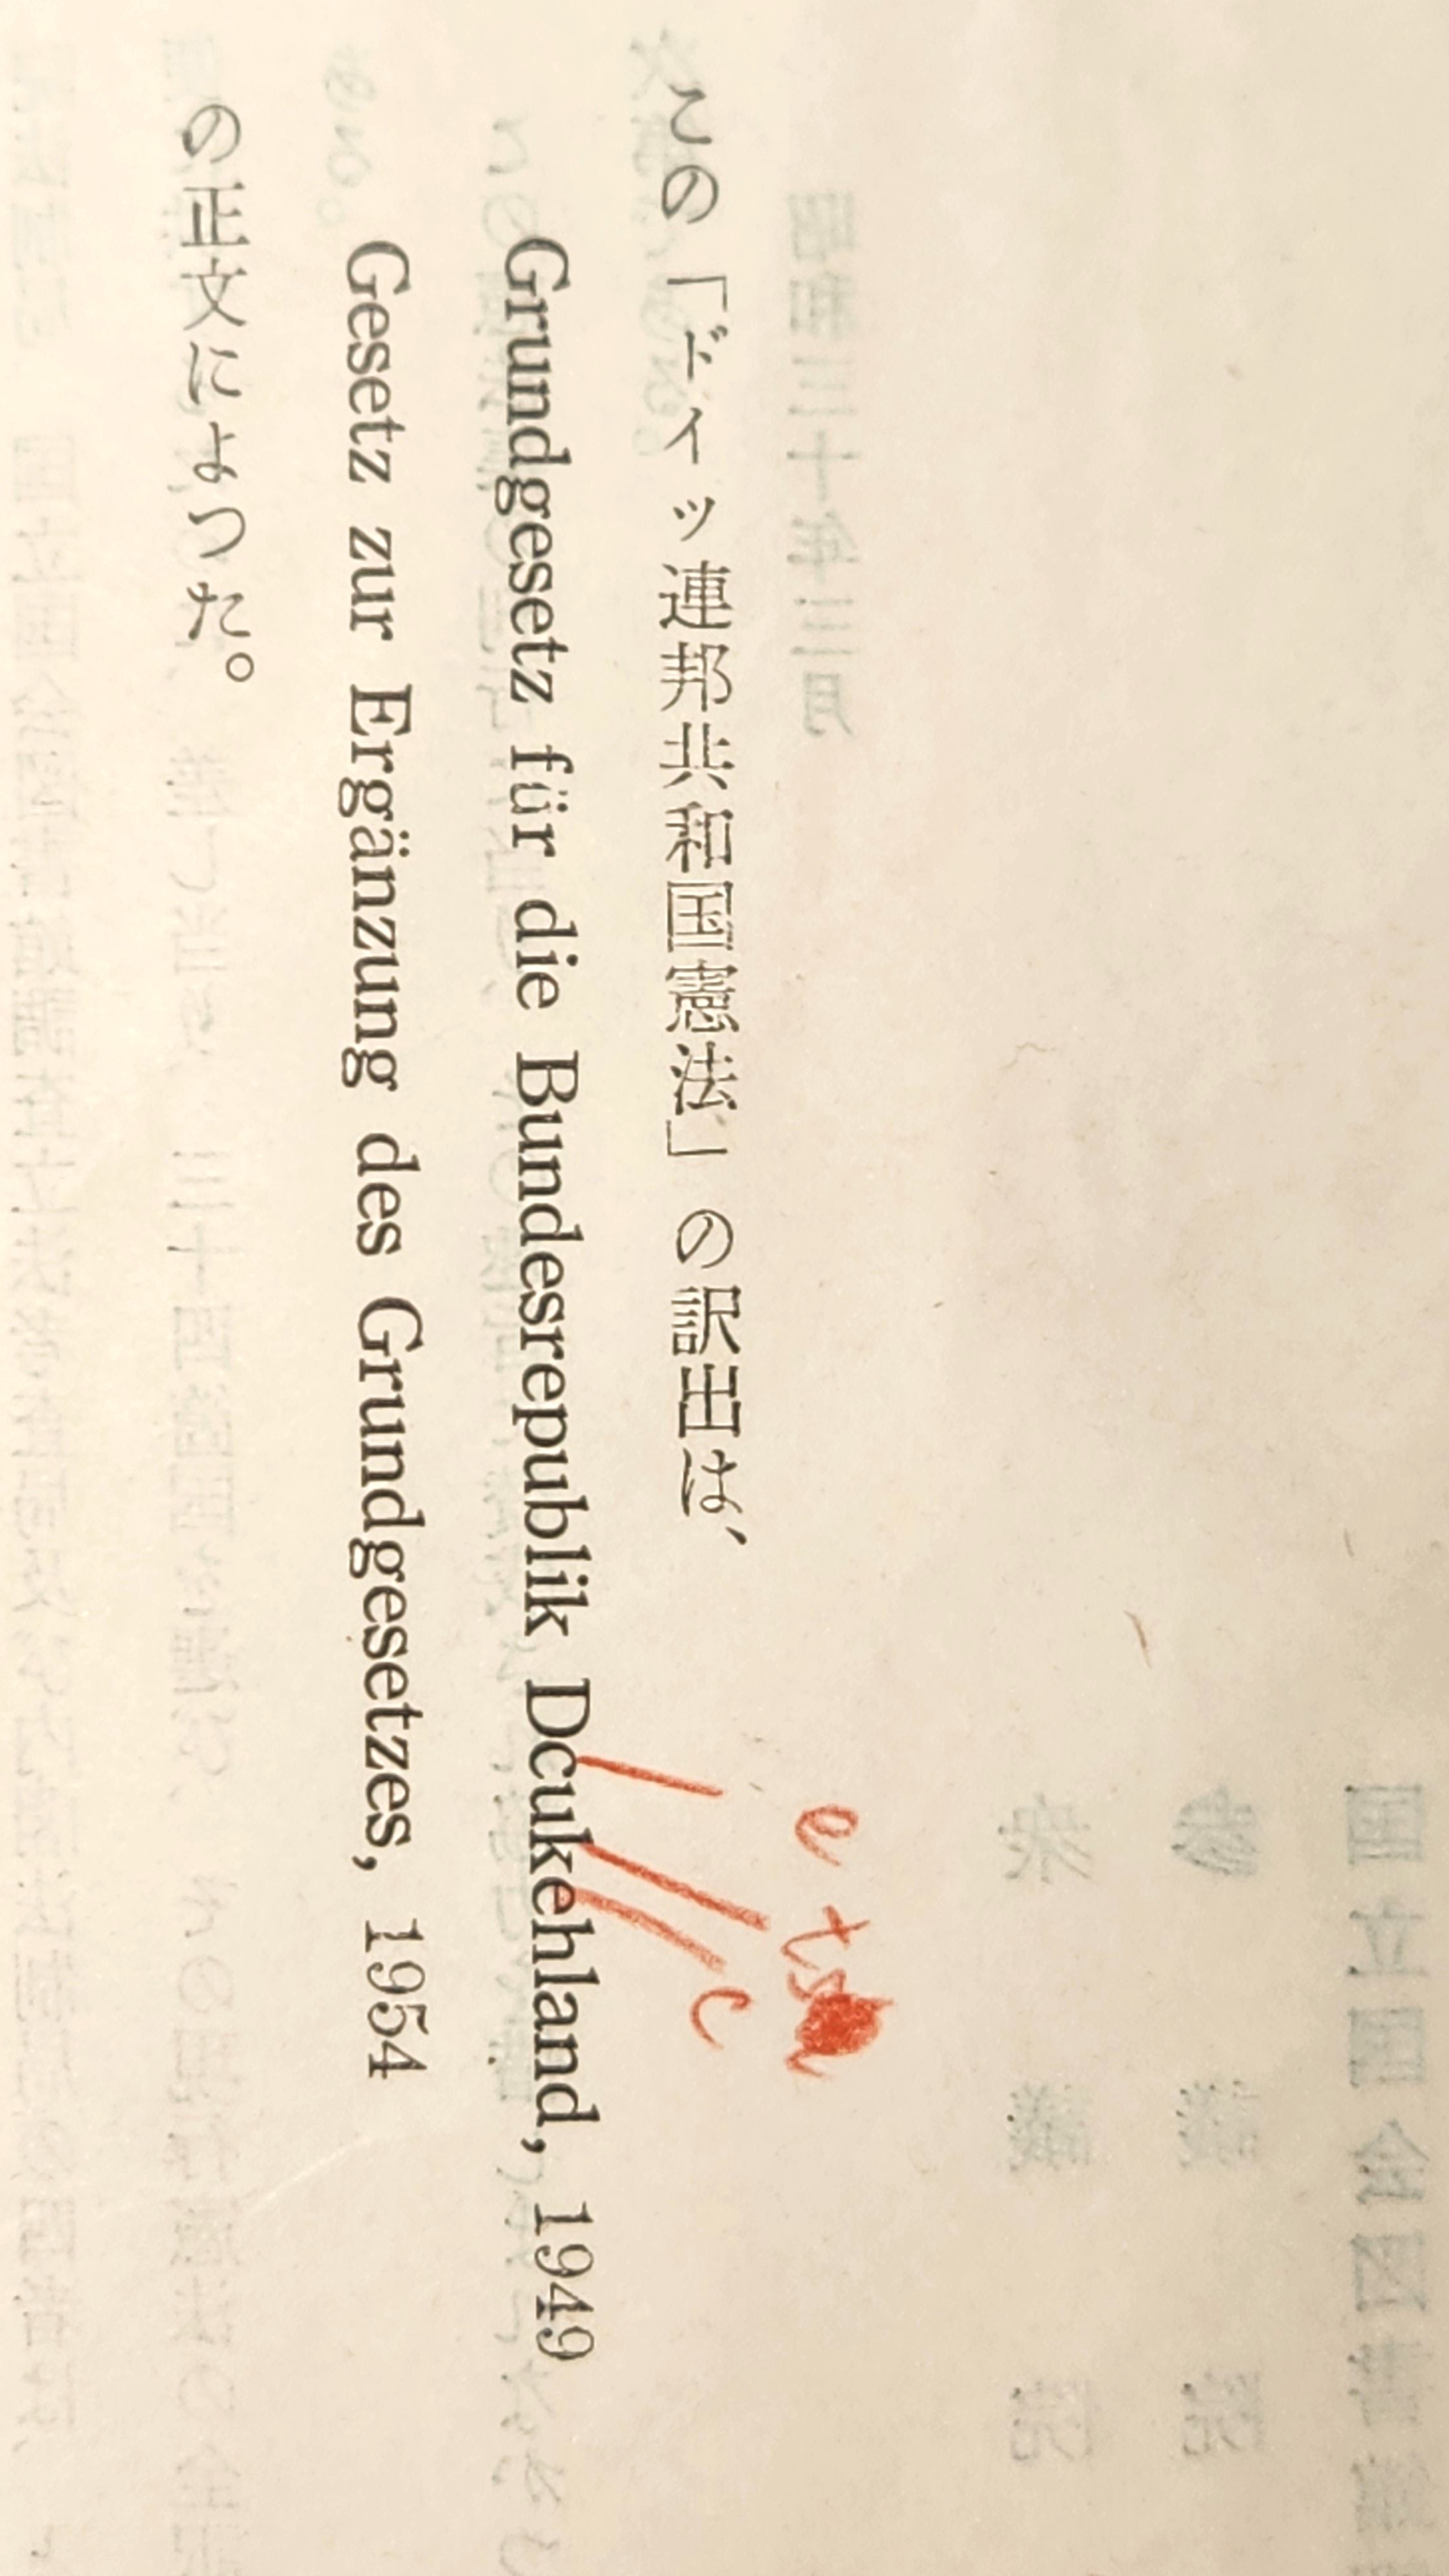 この「ドイツ連邦共和国憲法」の訳出は、
Grundgesetz für die Bundesrepublik Dcukehland, 1949
e ts
c
Gesetz zur Ergänzung des Grundgesetzes, 1954
の正文によつた。